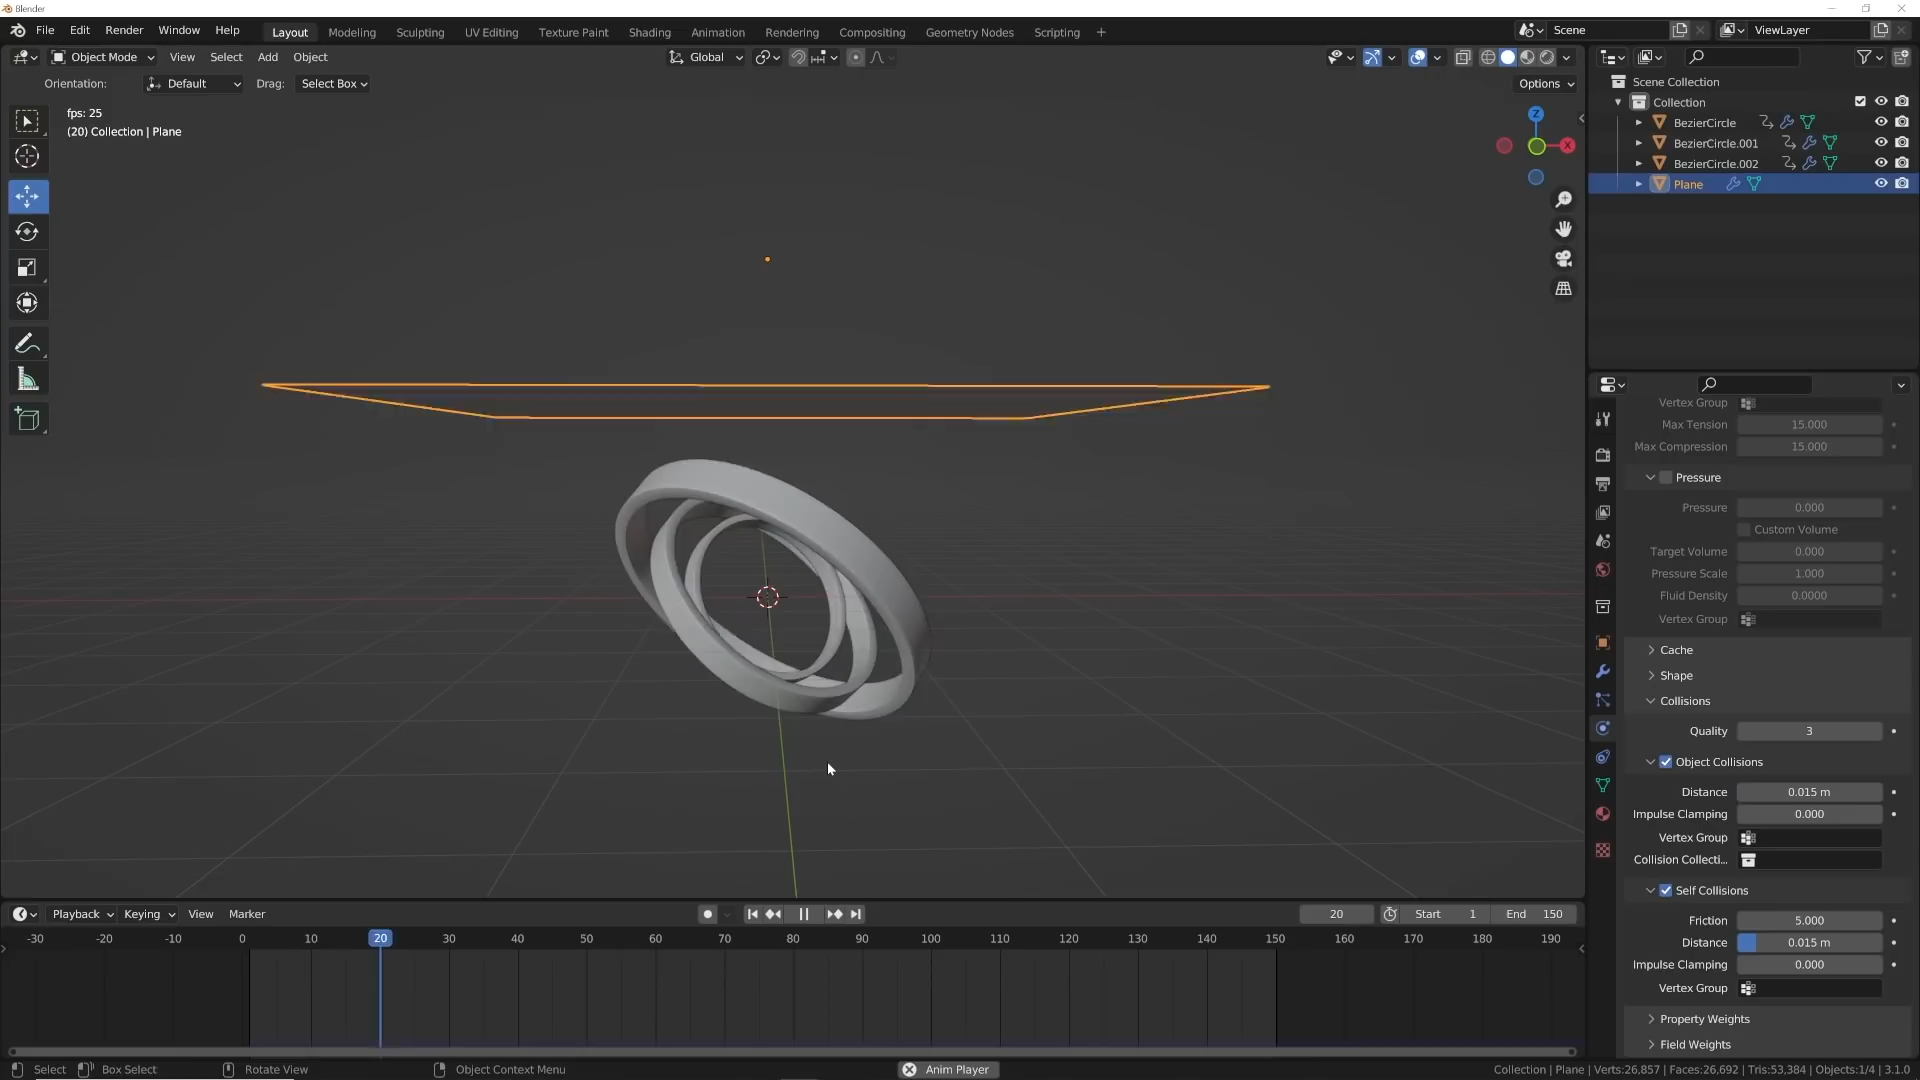 Blender
File Edit Render Window Help Layout Modeling Sculpting UV Editing Texture Paint Shading Animation Rendering Compositing Geometry Nodes Scripting + Scene ViewLayer
Object Mode View Select Add Object Global
Orientation: Default Drag: Select Box Options
fps: 25
(20) Collection | Plane
Z
X
Scene Collection
Collection
BezierCircle
BezierCircle.001
BezierCircle.002
Plane
Vertex Group
Max Tension 15.000
Max Compression 15.000
Pressure
Pressure 0.000
Custom Volume
Target Volume 0.000
Pressure Scale 1.000
Fluid Density 0.0000
Vertex Group
Cache
Shape
Collisions
Quality 3
Object Collisions
Distance 0.015 m
Impulse Clamping 0.000
Vertex Group
Collision Collecti...
Self Collisions
Friction 5.000
Distance 0.015 m
Impulse Clamping 0.000
Vertex Group
Property Weights
Field Weights
Playback Keying View Marker 20 Start 1 End 150
-30 -20 -10 0 10 20 30 40 50 60 70 80 90 100 110 120 130 140 150 160 170 180 190
Select Box Select Rotate View Object Context Menu Anim Player Collection | Plane | Verts:26,857 | Faces:26,692 | Tris:53,384 | Objects:1/4 | 3.1.0